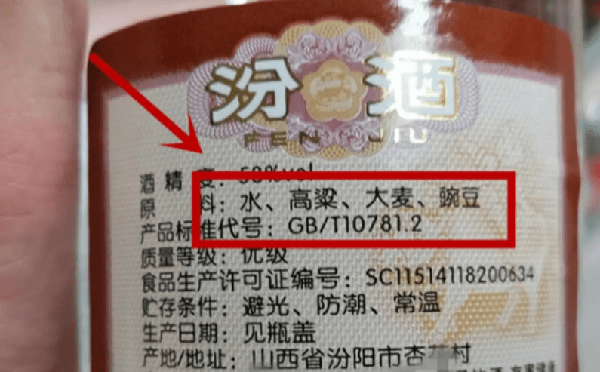 汾酒
FEN JIU
酒精度：53%vol
原料：水、高粱、大麦、豌豆
产品标准代号：GB/T10781.2
质量等级：优级
食品生产许可证编号：SC11514118200634
贮存条件：避光、防潮、常温
生产日期：见瓶盖
产地/地址：山西省汾阳市杏花村